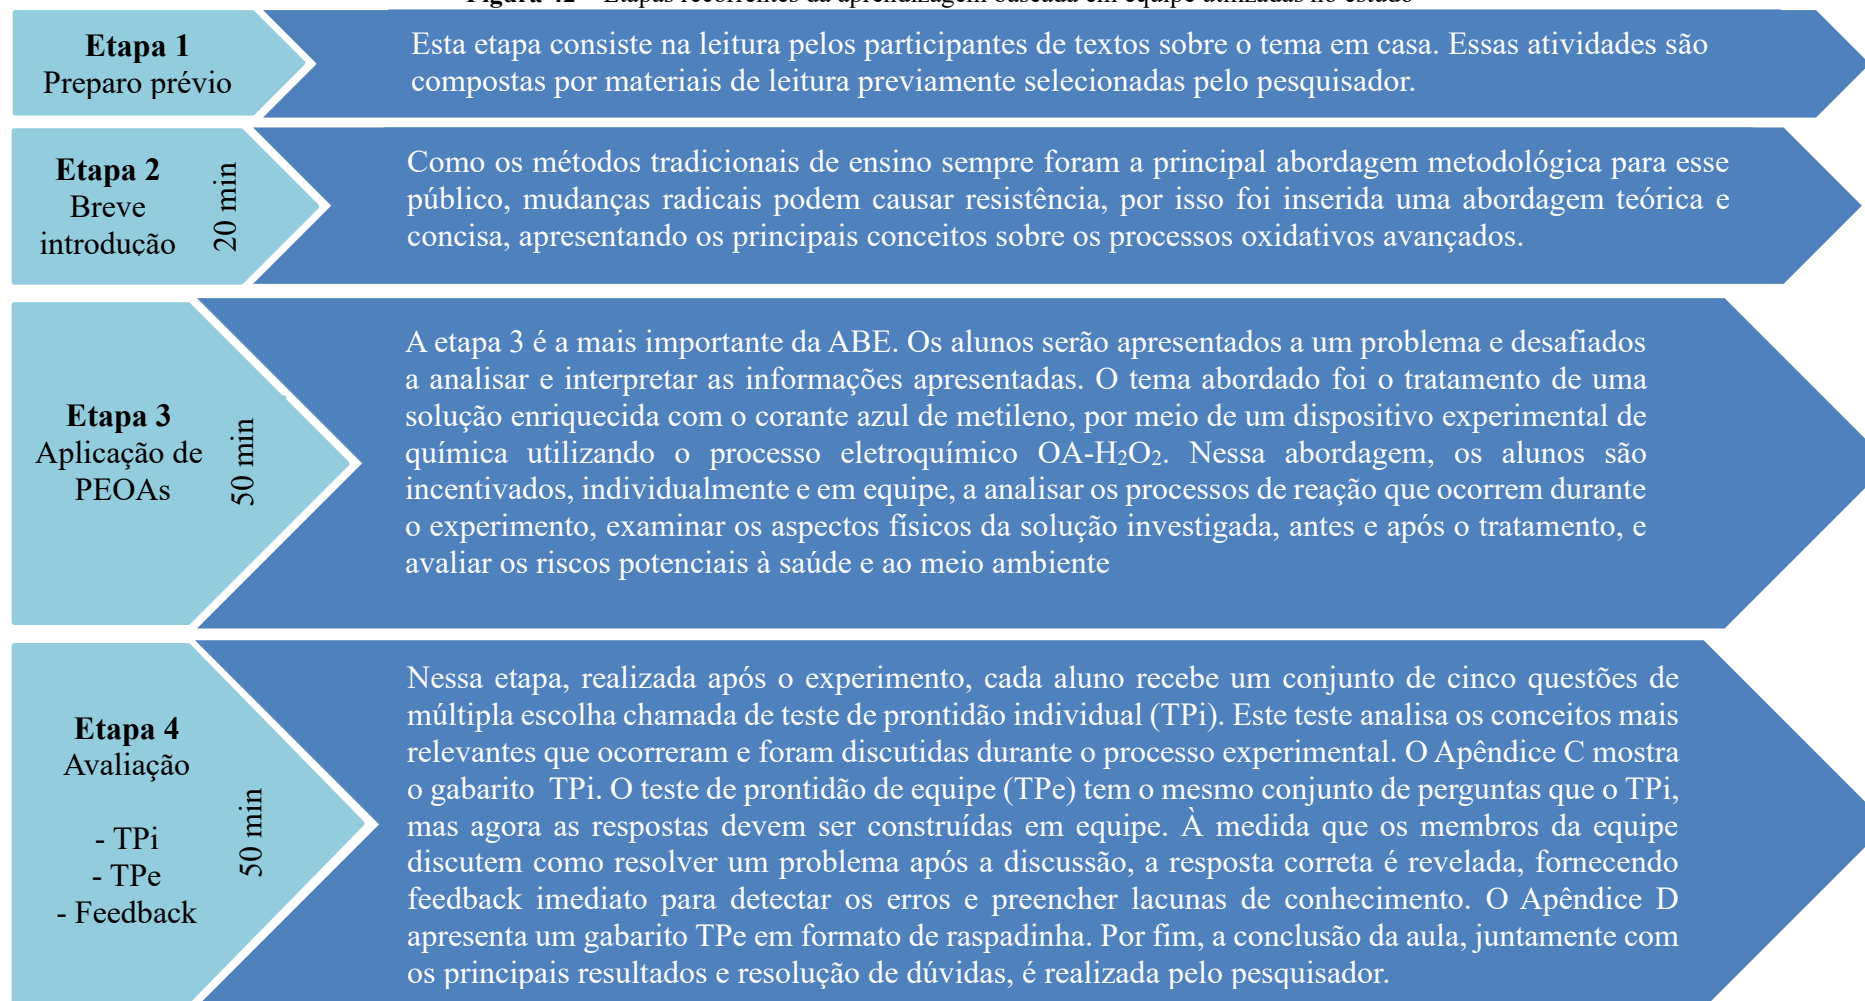 Figura 42 – Etapas recorrentes da aprendizagem baseada em equipe utilizadas no estudo
Etapa 1
Preparo prévio
Esta etapa consiste na leitura pelos participantes de textos sobre o tema em casa. Essas atividades são
compostas por materiais de leitura previamente selecionadas pelo pesquisador.
Etapa 2
Breve
introdução
20 min
Como os métodos tradicionais de ensino sempre foram a principal abordagem metodológica para esse
público, mudanças radicais podem causar resistência, por isso foi inserida uma abordagem teórica e
concisa, apresentando os principais conceitos sobre os processos oxidativos avançados.
Etapa 3
Aplicação de
PEOAs
50 min
A etapa 3 é a mais importante da ABE. Os alunos serão apresentados a um problema e desafiados
a analisar e interpretar as informações apresentadas. O tema abordado foi o tratamento de uma
solução enriquecida com o corante azul de metileno, por meio de um dispositivo experimental de
química utilizando o processo eletroquímico OA-H₂O₂. Nessa abordagem, os alunos são
incentivados, individualmente e em equipe, a analisar os processos de reação que ocorrem durante
o experimento, examinar os aspectos físicos da solução investigada, antes e após o tratamento, e
avaliar os riscos potenciais à saúde e ao meio ambiente
Etapa 4
Avaliação
- TPi
- TPe
- Feedback
50 min
Nessa etapa, realizada após o experimento, cada aluno recebe um conjunto de cinco questões de
múltipla escolha chamada de teste de prontidão individual (TPi). Este teste analisa os conceitos mais
relevantes que ocorreram e foram discutidas durante o processo experimental. O Apêndice C mostra
o gabarito TPi. O teste de prontidão de equipe (TPe) tem o mesmo conjunto de perguntas que o TPi,
mas agora as respostas devem ser construídas em equipe. À medida que os membros da equipe
discutem como resolver um problema após a discussão, a resposta correta é revelada, fornecendo
feedback imediato para detectar os erros e preencher lacunas de conhecimento. O Apêndice D
apresenta um gabarito TPe em formato de raspadinha. Por fim, a conclusão da aula, juntamente com
os principais resultados e resolução de dúvidas, é realizada pelo pesquisador.